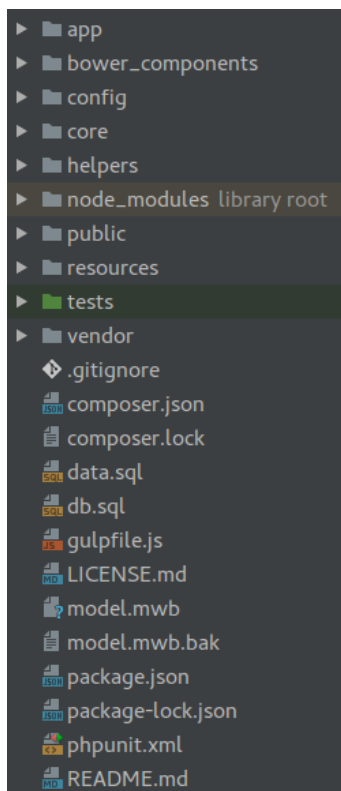 app
bower_components
config
core
helpers
node_modules library root
public
resources
tests
vendor
.gitignore
composer.json
composer.lock
data.sql
db.sql
gulpfile.js
LICENSE.md
model.mwb
model.mwb.bak
package.json
package-lock.json
phpunit.xml
README.md